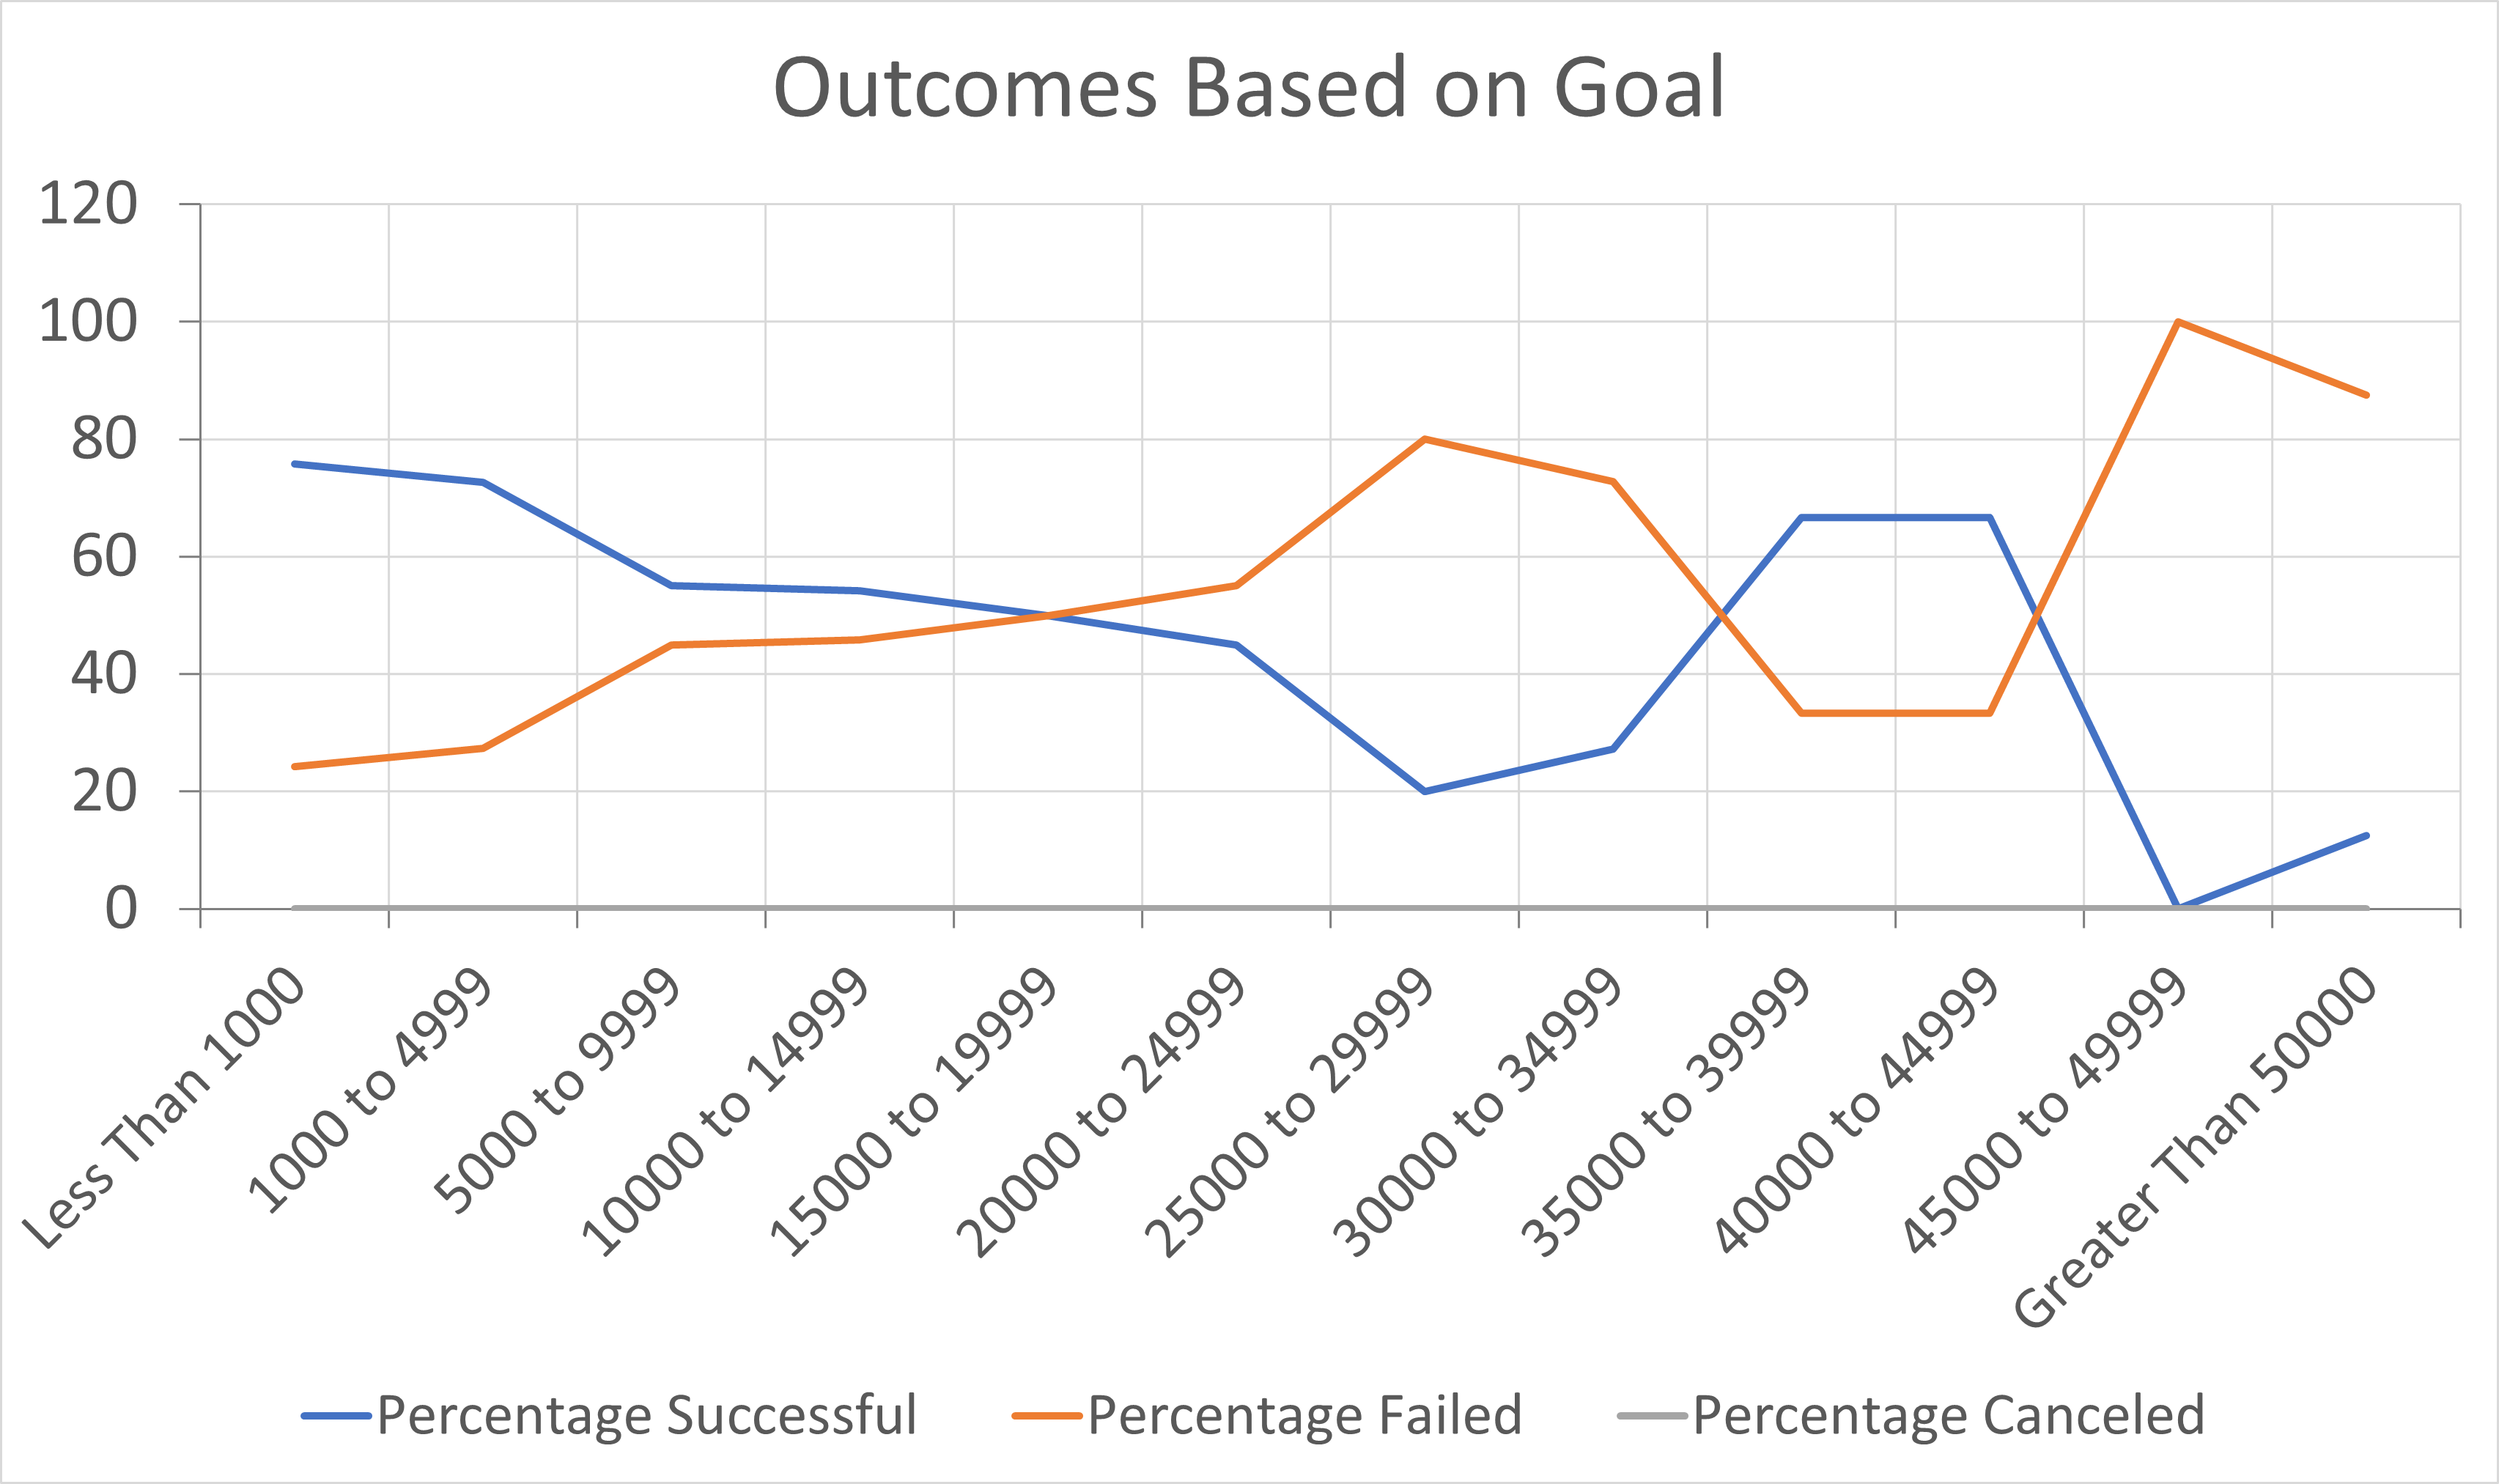 Outcomes Based on Goal
120
100
80
60
40
20
0
Less Than 1000
1000 to 4999
5000 to 9999
10000 to 14999
15000 to 19999
20000 to 24999
25000 to 29999
30000 to 34999
35000 to 39999
40000 to 44999
45000 to 49999
Greater Than 50000
Percentage Successful
Percentage Failed
Percentage Canceled